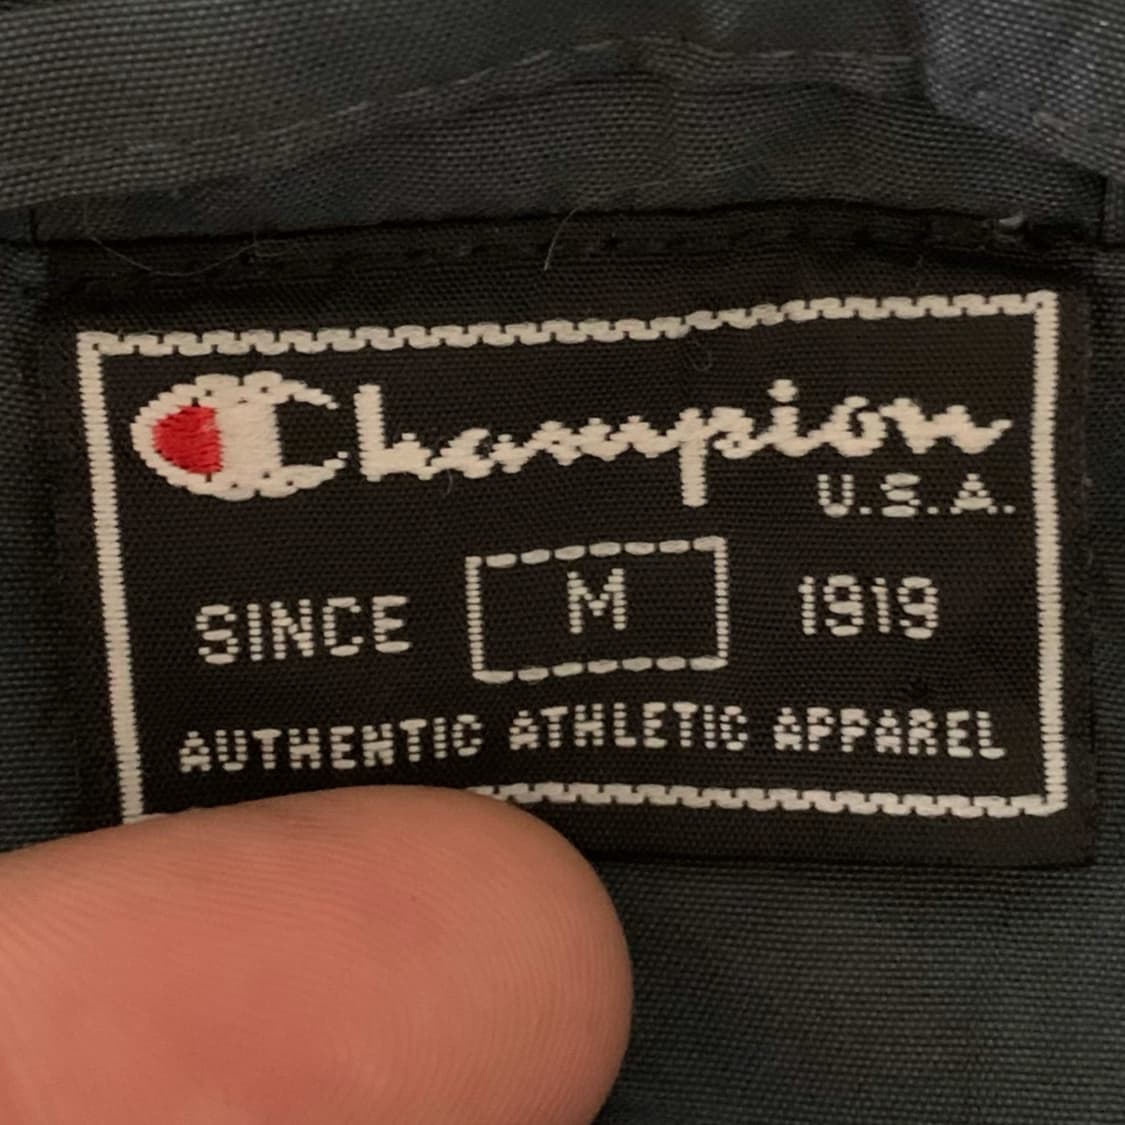 Champion
U.S.A.
SINCE M 1919
AUTHENTIC ATHLETIC APPAREL